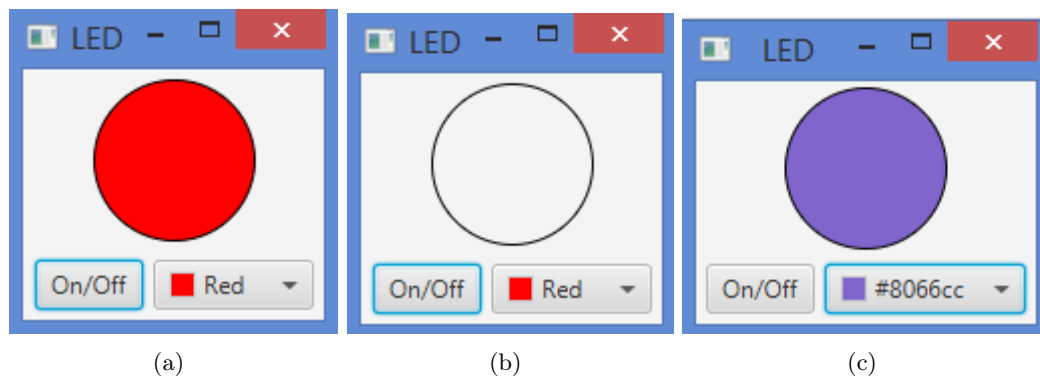 LED
On/Off Red
(a)
LED
On/Off Red
(b)
LED
On/Off #8066cc
(c)